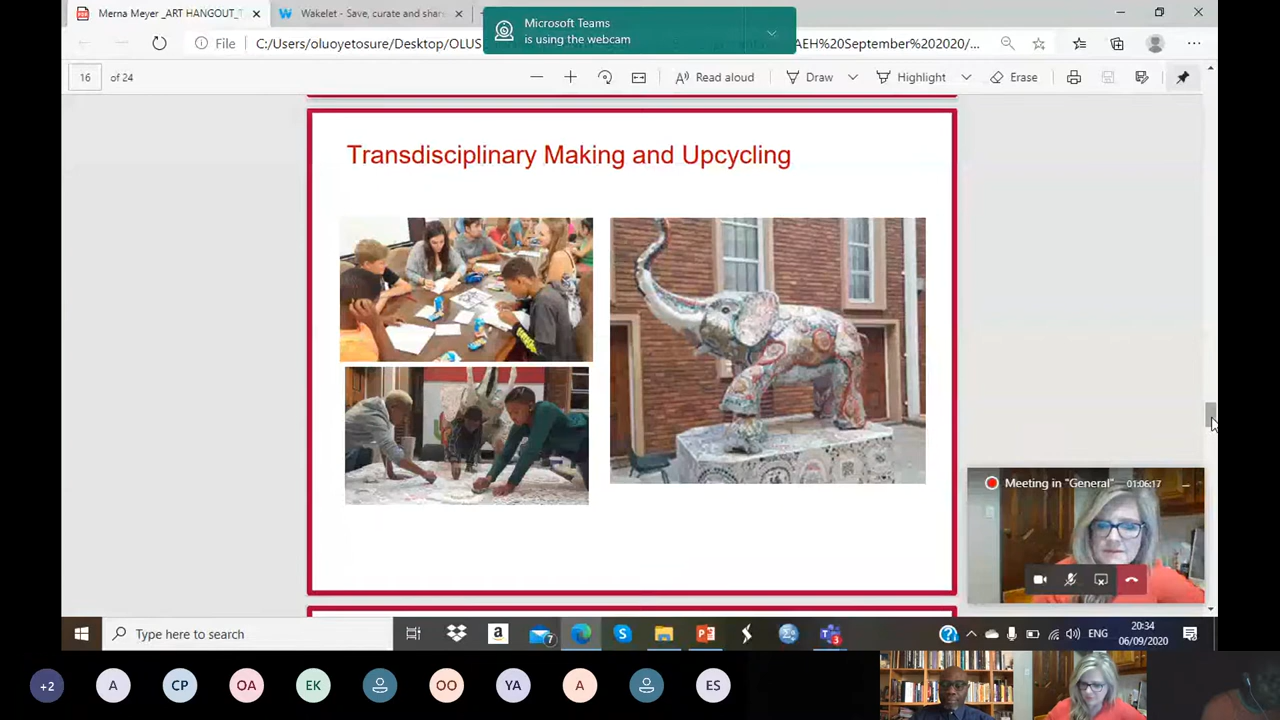 Merna Meyer _ART HANGOUT_T
Wakelet - Save, curate and shar
Microsoft Teams
is using the webcam
File
C:/Users/oluoyetosure/Desktop/OLUS
AEH%20September%202020/...
16 of 24
Read aloud
Draw
Highlight
Erase
Transdisciplinary Making and Upcycling
Meeting in "General"
01:06:17
Type here to search
a
7
3
ENG
20:34
06/09/2020
+2
A
CP
OA
EK
OO
YA
A
ES